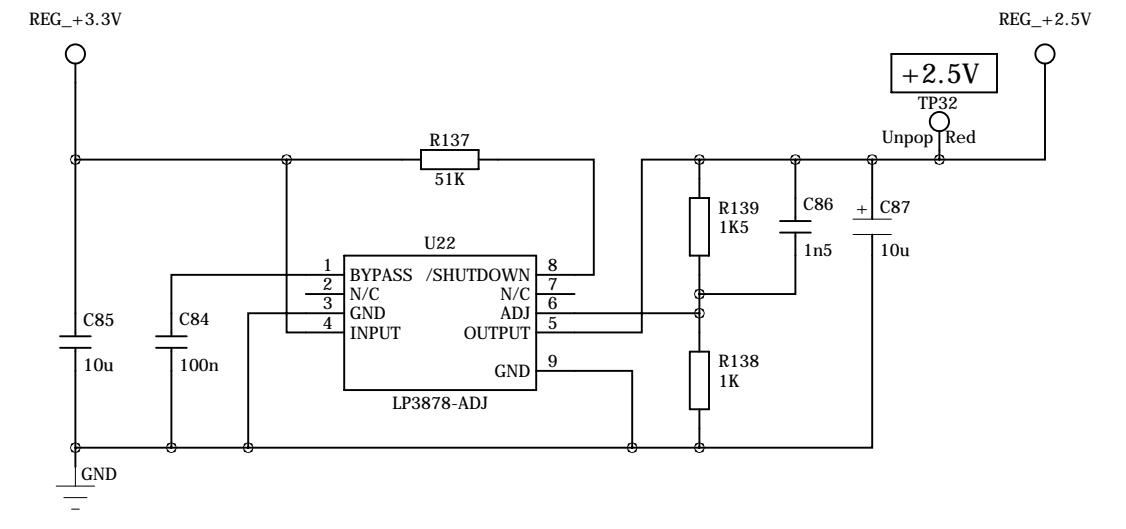 REG_+3.3V
REG_+2.5V
+2.5V
TP32
Unpop Red
R137
51K
R139
1K5
C86
1n5
+ C87
10u
U22
1 BYPASS /SHUTDOWN 8
2 N/C N/C 7
3 GND ADJ 6
4 INPUT OUTPUT 5
GND 9
LP3878-ADJ
C85
10u
C84
100n
R138
1K
GND